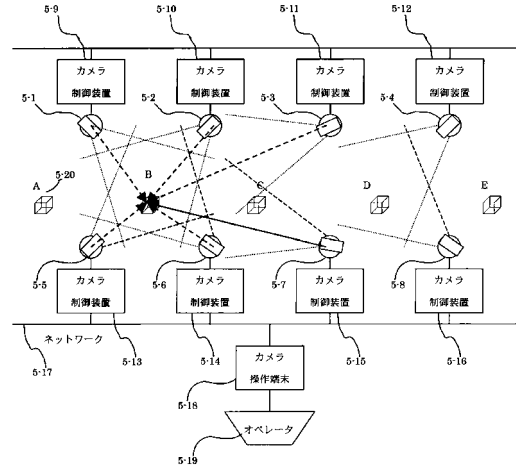 5-9
5-10
5-11
5-12
カメラ
制御装置
カメラ
制御装置
カメラ
制御装置
カメラ
制御装置
5-1
5-2
5-3
5-4
A
5-20
B
C
D
E
5-5
5-6
5-7
5-8
カメラ
制御装置
カメラ
制御装置
カメラ
制御装置
カメラ
制御装置
ネットワーク
5-17
5-13
5-14
5-15
5-16
カメラ
操作端末
5-18
オペレータ
5-19